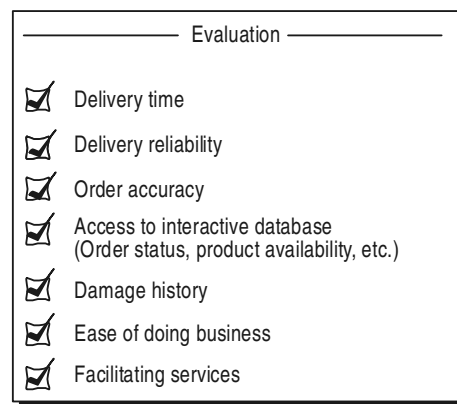 Evaluation
Delivery time
Delivery reliability
Order accuracy
Access to interactive database
(Order status, product availability, etc.)
Damage history
Ease of doing business
Facilitating services